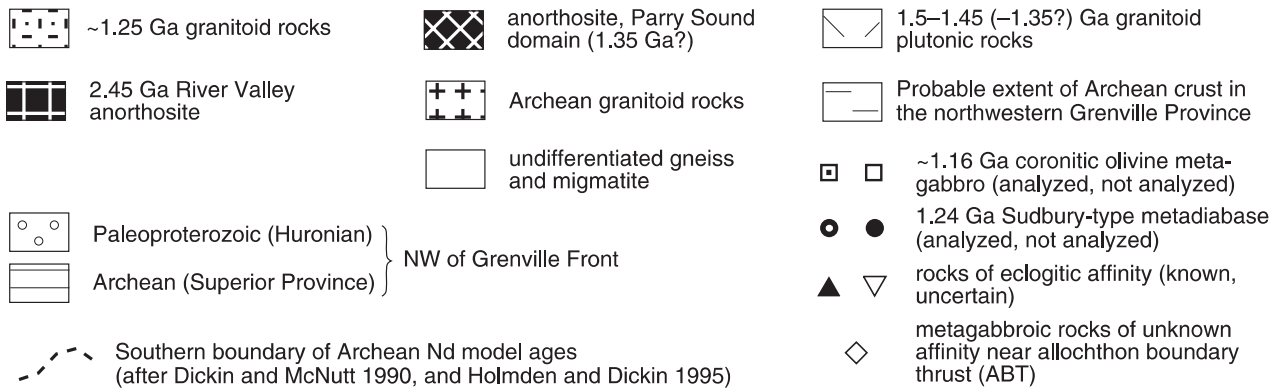 ~1.25 Ga granitoid rocks
2.45 Ga River Valley
anorthosite
anorthosite, Parry Sound
domain (1.35 Ga?)
Archean granitoid rocks
undifferentiated gneiss
and migmatite
1.5–1.45 (–1.35?) Ga granitoid
plutonic rocks
Probable extent of Archean crust in
the northwestern Grenville Province
~1.16 Ga coronitic olivine meta-
gabbro (analyzed, not analyzed)
1.24 Ga Sudbury-type metadiabase
(analyzed, not analyzed)
rocks of eclogitic affinity (known,
uncertain)
metagabbroic rocks of unknown
affinity near allochthon boundary
thrust (ABT)
Paleoproterozoic (Huronian)
Archean (Superior Province)
NW of Grenville Front
Southern boundary of Archean Nd model ages
(after Dickin and McNutt 1990, and Holmden and Dickin 1995)